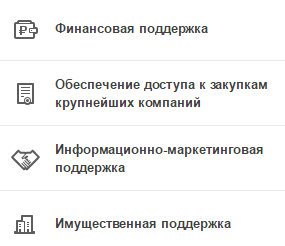 Финансовая поддержка
Обеспечение доступа к закупкам
крупнейших компаний
Информационно-маркетинговая
поддержка
Имущественная поддержка